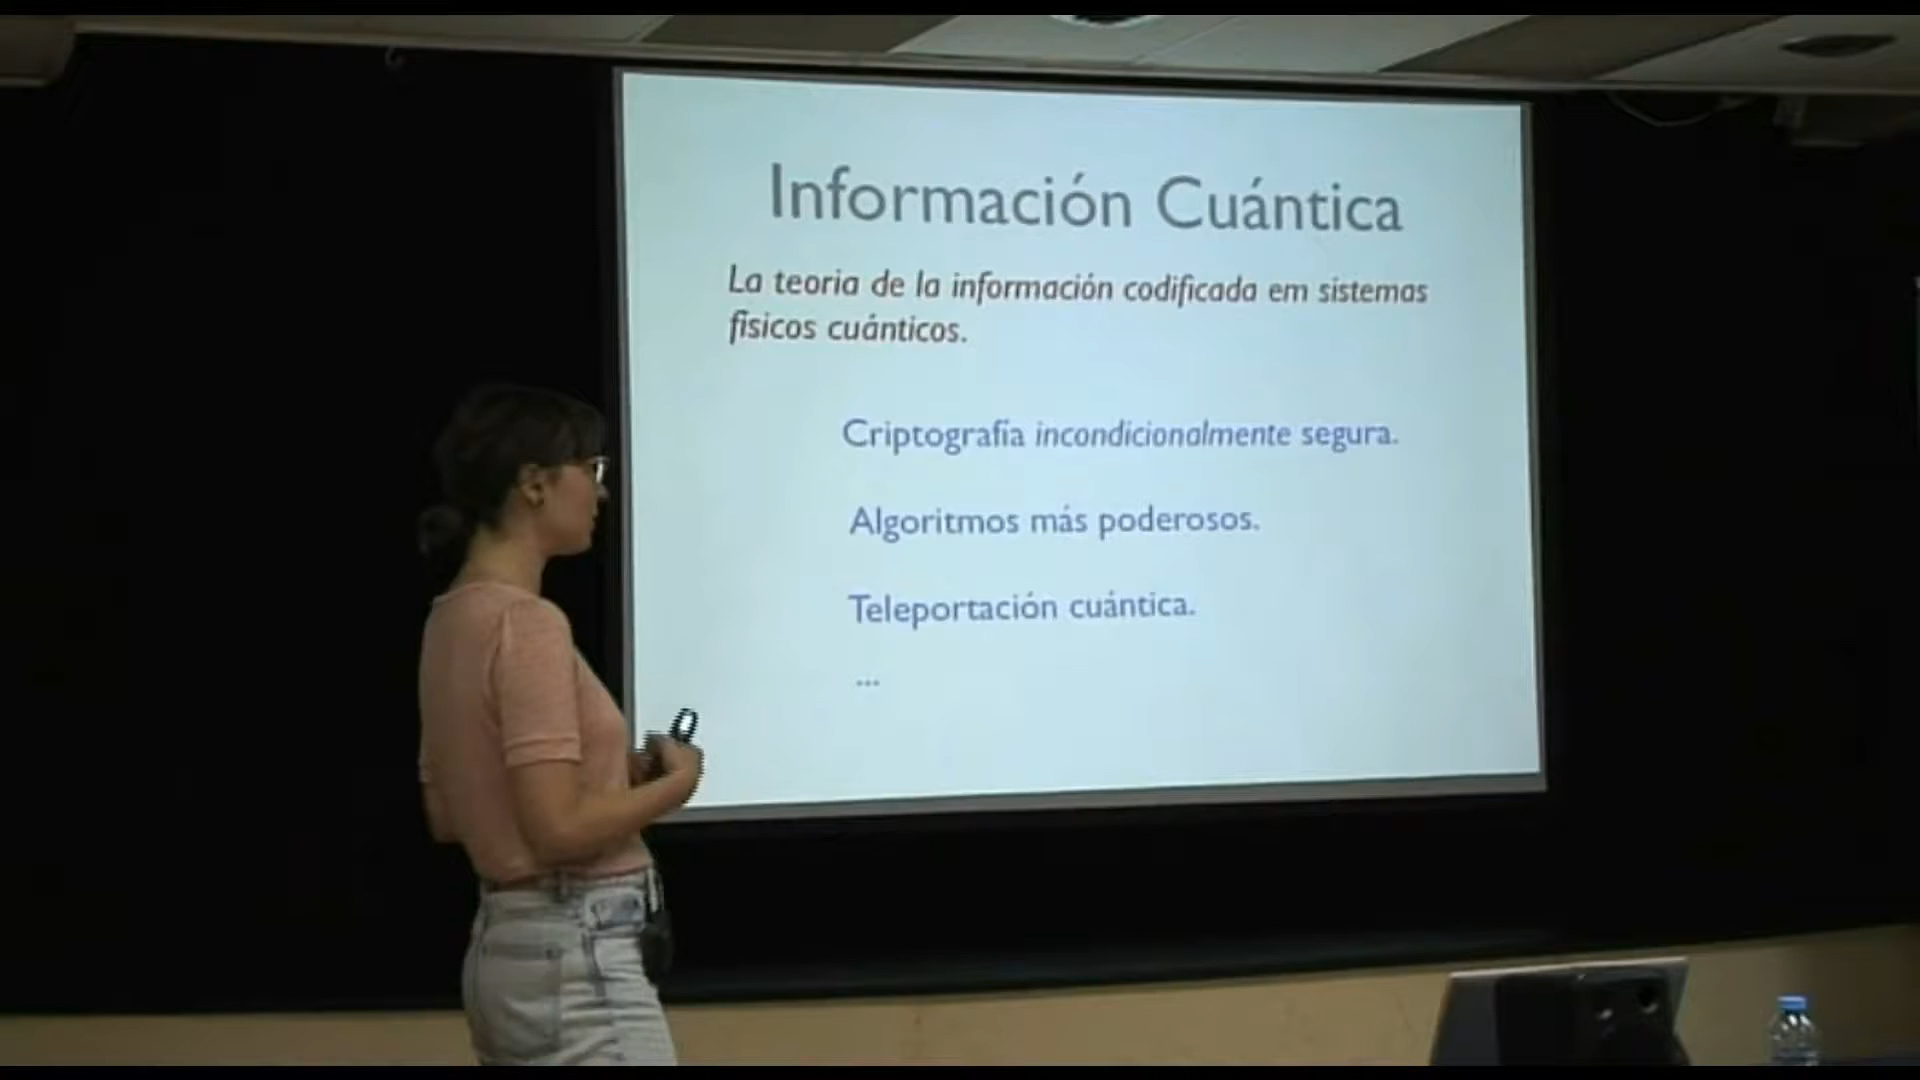 Información Cuántica
La teoria de la información codificada em sistemas
físicos cuánticos.
Criptografía incondicionalmente segura.
Algoritmos más poderosos.
Teleportación cuántica.
...